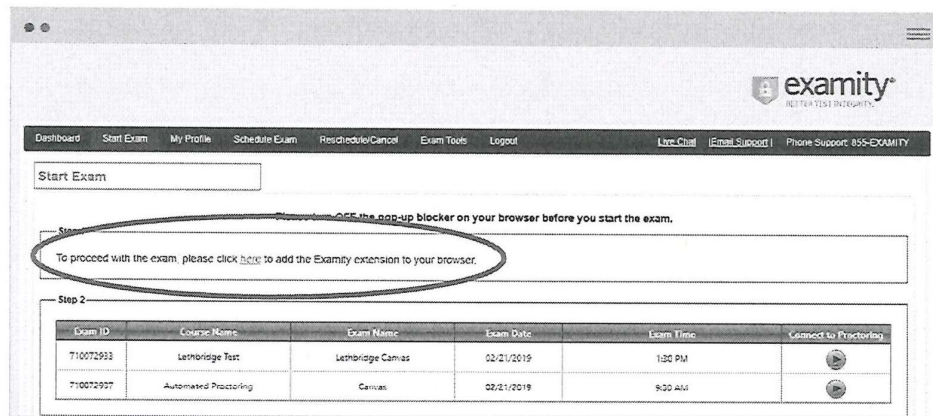 examity®
BETTER TEST INTEGRITY.
Dashboard Start Exam My Profile Schedule Exam Reschedule/Cancel Exam Tools Logout Live Chat |Email Support| Phone Support 855-EXAMITY
Start Exam
OFF the pop-up blocker on your browser before you start the exam.
To proceed with the exam, please click here to add the Examity extension to your browser.
Step 2
Exam ID Course Name Exam Name Exam Date Exam Time Connect to Proctoring
Lethbridge Test Lethbridge Canvas 02/21/2019 1:30 PM
Automated Proctoring Canvas 02/21/2019 9:30 AM